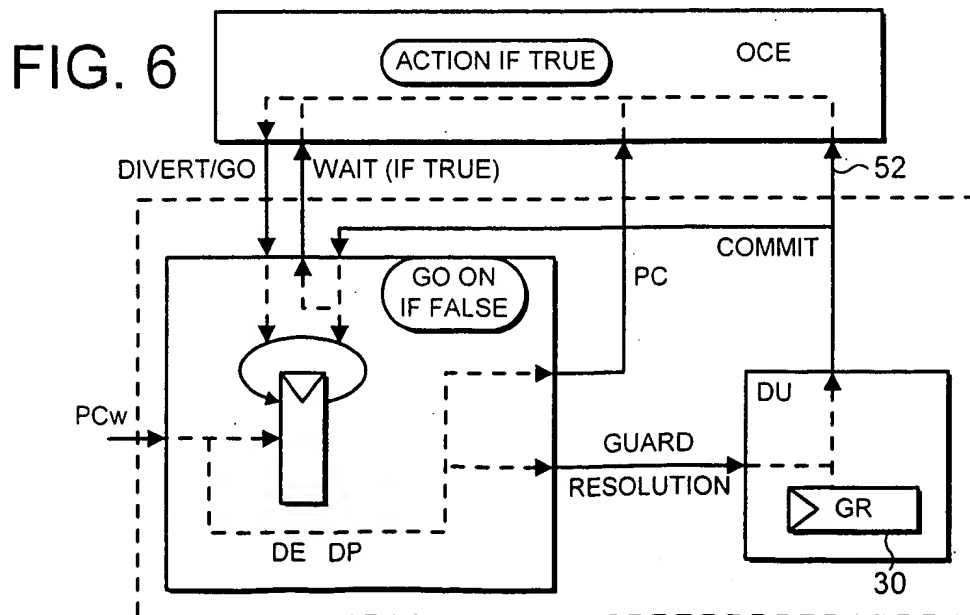 FIG. 6
ACTION IF TRUE
OCE
DIVERT/GO
WAIT (IF TRUE)
52
COMMIT
GO ON
IF FALSE
PC
DU
PCw
GUARD
RESOLUTION
GR
DE DP
30